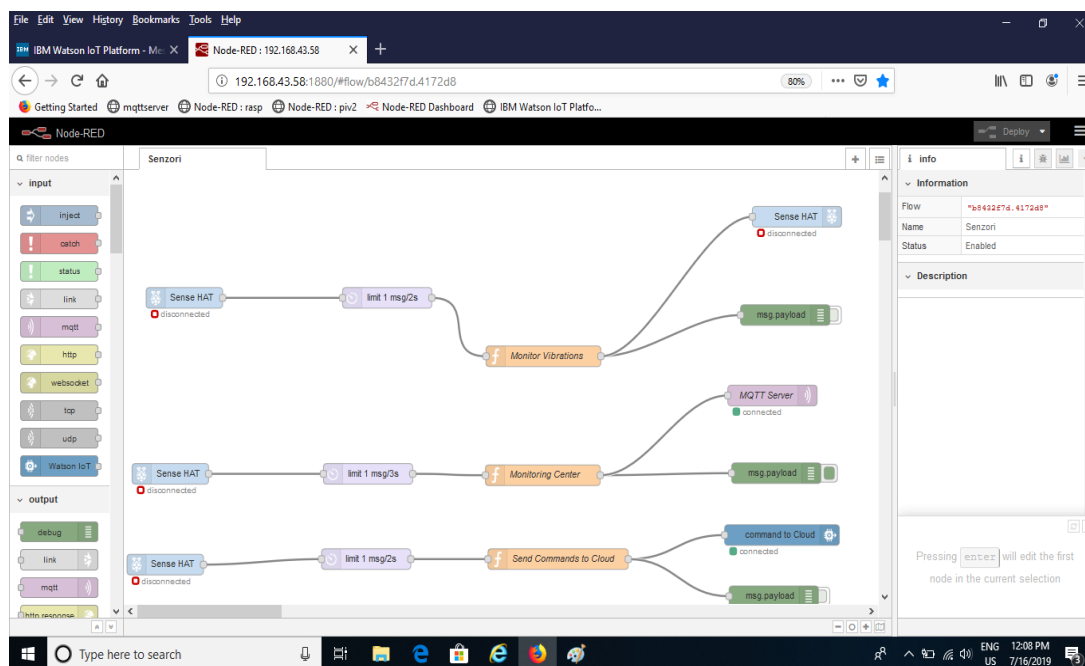 File Edit View History Bookmarks Tools Help
IBM Watson IoT Platform - Me
Node-RED : 192.168.43.58
192.168.43.58:1880/#flow/b8432f7d.4172d8
80%
Getting Started mqttserver Node-RED : rasp Node-RED : piv2 Node-RED Dashboard IBM Watson IoT Platfo...
Node-RED
Deploy
filter nodes
input
inject
catch
status
link
mqtt
http
websocket
tcp
udp
Watson IoT
output
debug
link
mqtt
http response
Senzori
Sense HAT
disconnected
limit 1 msg/2s
Monitor Vibrations
Sense HAT
disconnected
msg.payload
Sense HAT
disconnected
limit 1 msg/3s
Monitoring Center
MQTT Server
connected
msg.payload
Sense HAT
disconnected
limit 1 msg/2s
Send Commands to Cloud
command to Cloud
connected
msg.payload
info
Information
Flow "b8432f7d.4172d8"
Name Senzori
Status Enabled
Description
Pressing enter will edit the first
node in the current selection
Type here to search
ENG 12:08 PM
US 7/16/2019